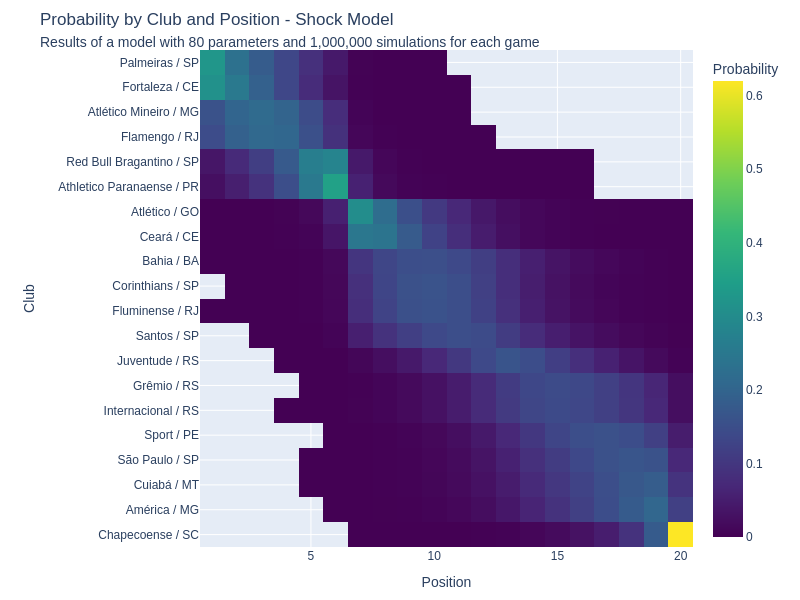 Probability by Club and Position - Shock Model
Results of a model with 80 parameters and 1,000,000 simulations for each game
Probability
Palmeiras / SP
Fortaleza / CE
Atlético Mineiro / MG
Flamengo / RJ
Red Bull Bragantino / SP
Athletico Paranaense / PR
Atlético / GO
Ceará / CE
Bahia / BA
Corinthians / SP
Fluminense / RJ
Santos / SP
Juventude / RS
Grêmio / RS
Internacional / RS
Sport / PE
São Paulo / SP
Cuiabá / MT
América / MG
Chapecoense / SC
Club
5
10
15
20
Position
0.6
0.5
0.4
0.3
0.2
0.1
0